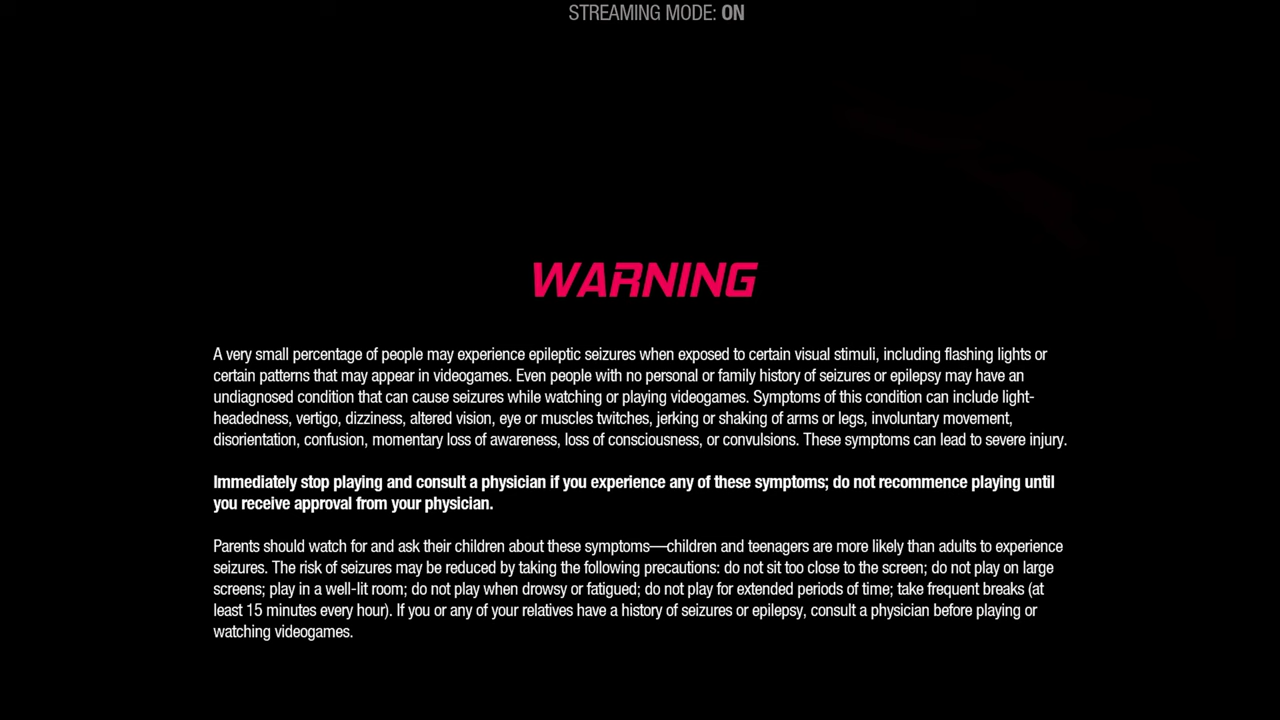 STREAMING MODE: ON
WARNING
A very small percentage of people may experience epileptic seizures when exposed to certain visual stimuli, including flashing lights or
certain patterns that may appear in videogames. Even people with no personal or family history of seizures or epilepsy may have an
undiagnosed condition that can cause seizures while watching or playing videogames. Symptoms of this condition can include light-
headedness, vertigo, dizziness, altered vision, eye or muscles twitches, jerking or shaking of arms or legs, involuntary movement,
disorientation, confusion, momentary loss of awareness, loss of consciousness, or convulsions. These symptoms can lead to severe injury.
Immediately stop playing and consult a physician if you experience any of these symptoms; do not recommence playing until
you receive approval from your physician.
Parents should watch for and ask their children about these symptoms—children and teenagers are more likely than adults to experience
seizures. The risk of seizures may be reduced by taking the following precautions: do not sit too close to the screen; do not play on large
screens; play in a well-lit room; do not play when drowsy or fatigued; do not play for extended periods of time; take frequent breaks (at
least 15 minutes every hour). If you or any of your relatives have a history of seizures or epilepsy, consult a physician before playing or
watching videogames.